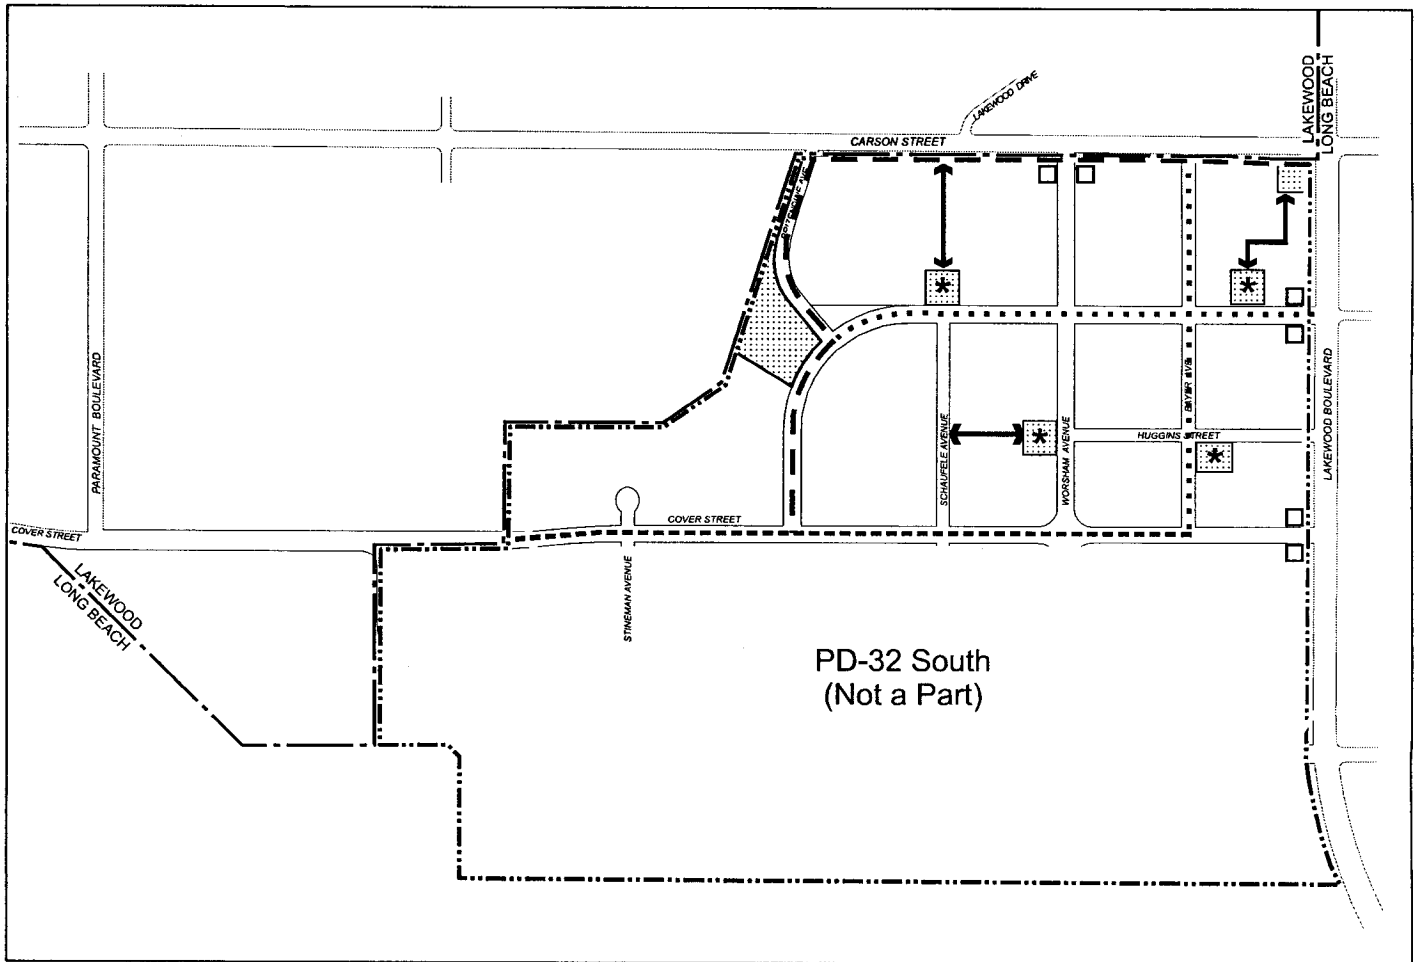 LAKEWOOD
LONG BEACH
LAKEWOOD DRIVE
CARSON STREET
PARAMOUNT BOULEVARD
LAKEWOOD BOULEVARD
SCHAUFELE AVENUE
WORSHAM AVENUE
HUGGINS STREET
COVER STREET
COVER STREET
LAKEWOOD
LONG BEACH
STINEMAN AVENUE
PD-32 South
(Not a Part)